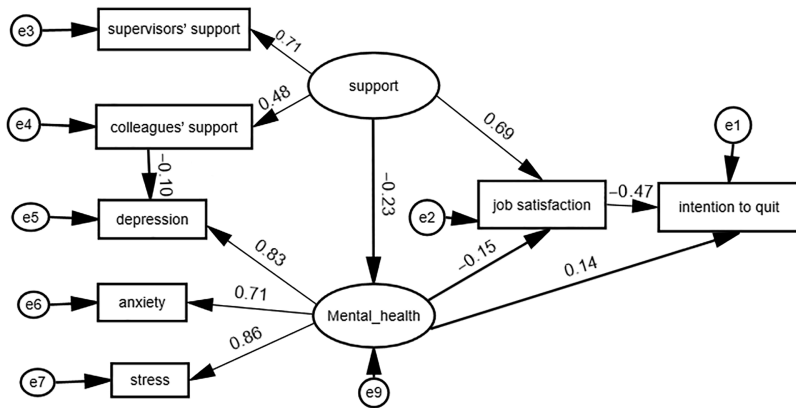 e3
supervisors' support
0.71
support
e4
colleagues' support
0.48
0.69
e1
−0.10
−0.23
e2
job satisfaction
−0.47
intention to quit
e5
depression
0.83
−0.15
0.14
e6
anxiety
0.71
Mental_health
0.86
e7
stress
e9